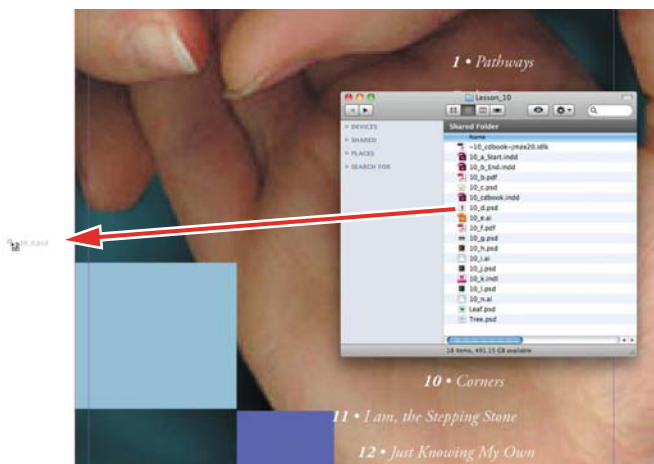 1 • Pathways
Lesson_10
DEVICES
SHARED
PLACES
SEARCH FOR
Shared Folder
Name
~10_cdbook~jmze20.idlk
10_a_Start.indd
10_b_End.indd
10_b.pdf
10_c.psd
10_cdbook.indd
10_d.psd
10_e.ai
10_f.pdf
10_g.psd
10_h.psd
10_i.ai
10_j.psd
10_k.indl
10_l.psd
10_n.ai
Leaf.psd
Tree.psd
18 items, 491.15 GB available
10_d.psd
10 • Corners
11 • I am, the Stepping Stone
12 • Just Knowing My Own